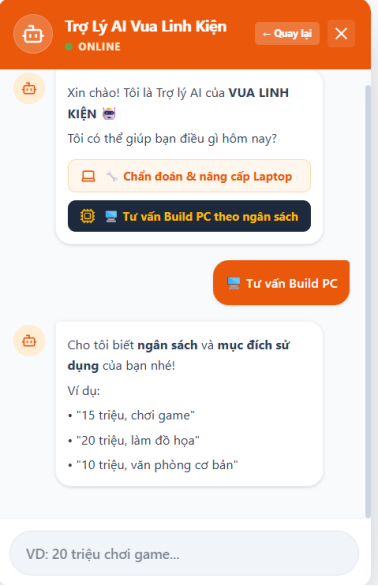 Trợ Lý AI Vua Linh Kiện
ONLINE
← Quay lại
Xin chào! Tôi là Trợ lý AI của VUA LINH
KIỆN
Tôi có thể giúp bạn điều gì hôm nay?
Chẩn đoán & nâng cấp Laptop
Tư vấn Build PC theo ngân sách
Tư vấn Build PC
Cho tôi biết ngân sách và mục đích sử
dụng của bạn nhé!
Ví dụ:
• "15 triệu, chơi game"
• "20 triệu, làm đồ họa"
• "10 triệu, văn phòng cơ bản"
VD: 20 triệu chơi game...